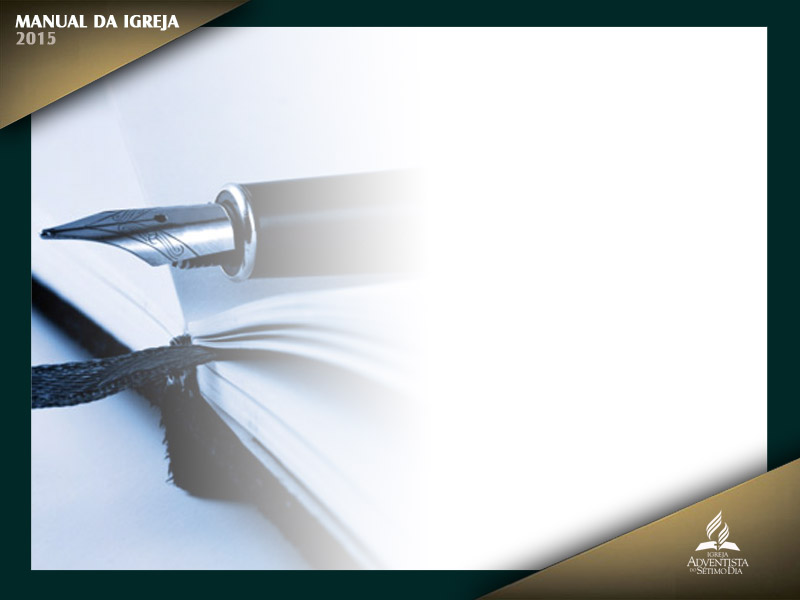 MANUAL DA IGREJA
2015
IGREJA
ADVENTISTA
DO SÉTIMO DIA